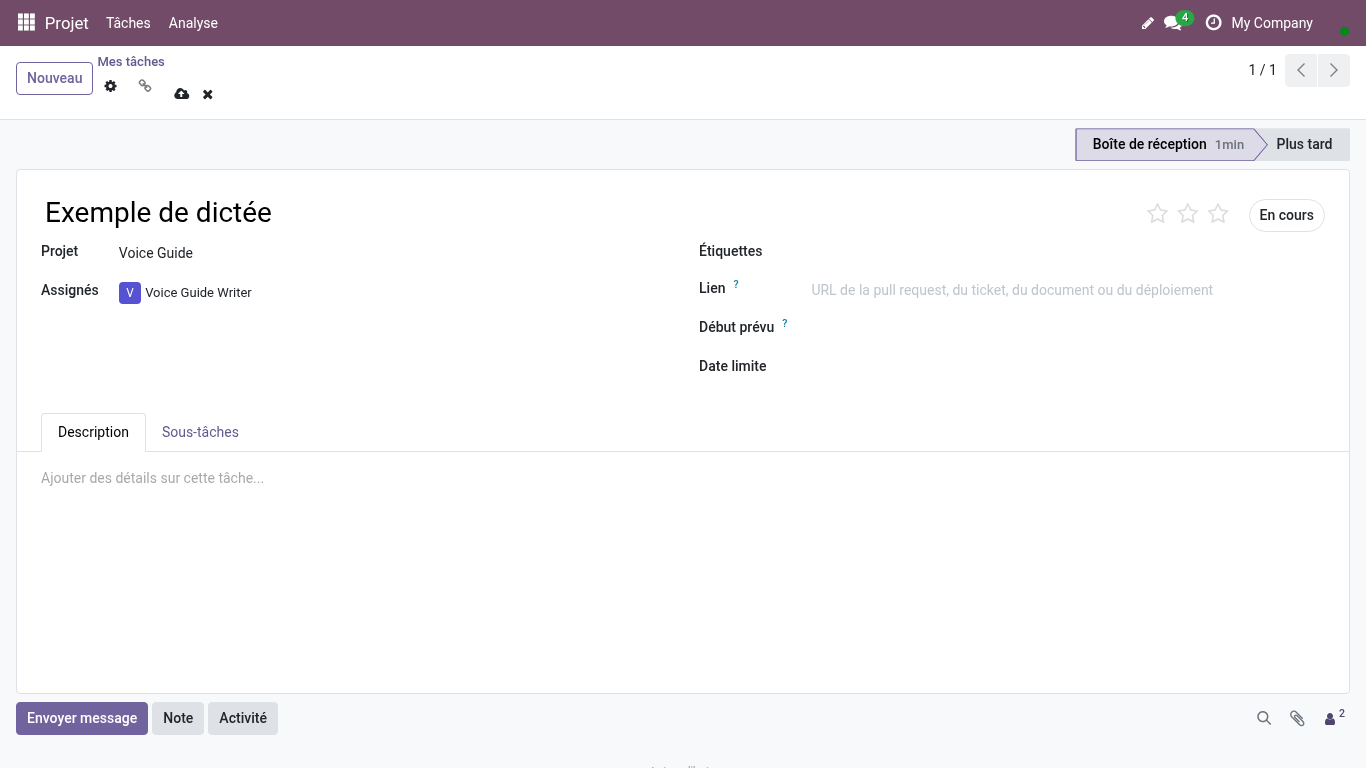 Projet Tâches Analyse 4 My Company
Nouveau Mes tâches 1 / 1
Boîte de réception 1min Plus tard
Exemple de dictée En cours
Projet Voice Guide Étiquettes
Assignés V Voice Guide Writer Lien ? URL de la pull request, du ticket, du document ou du déploiement
Début prévu ?
Date limite
Description Sous-tâches
Ajouter des détails sur cette tâche...
Envoyer message Note Activité 2